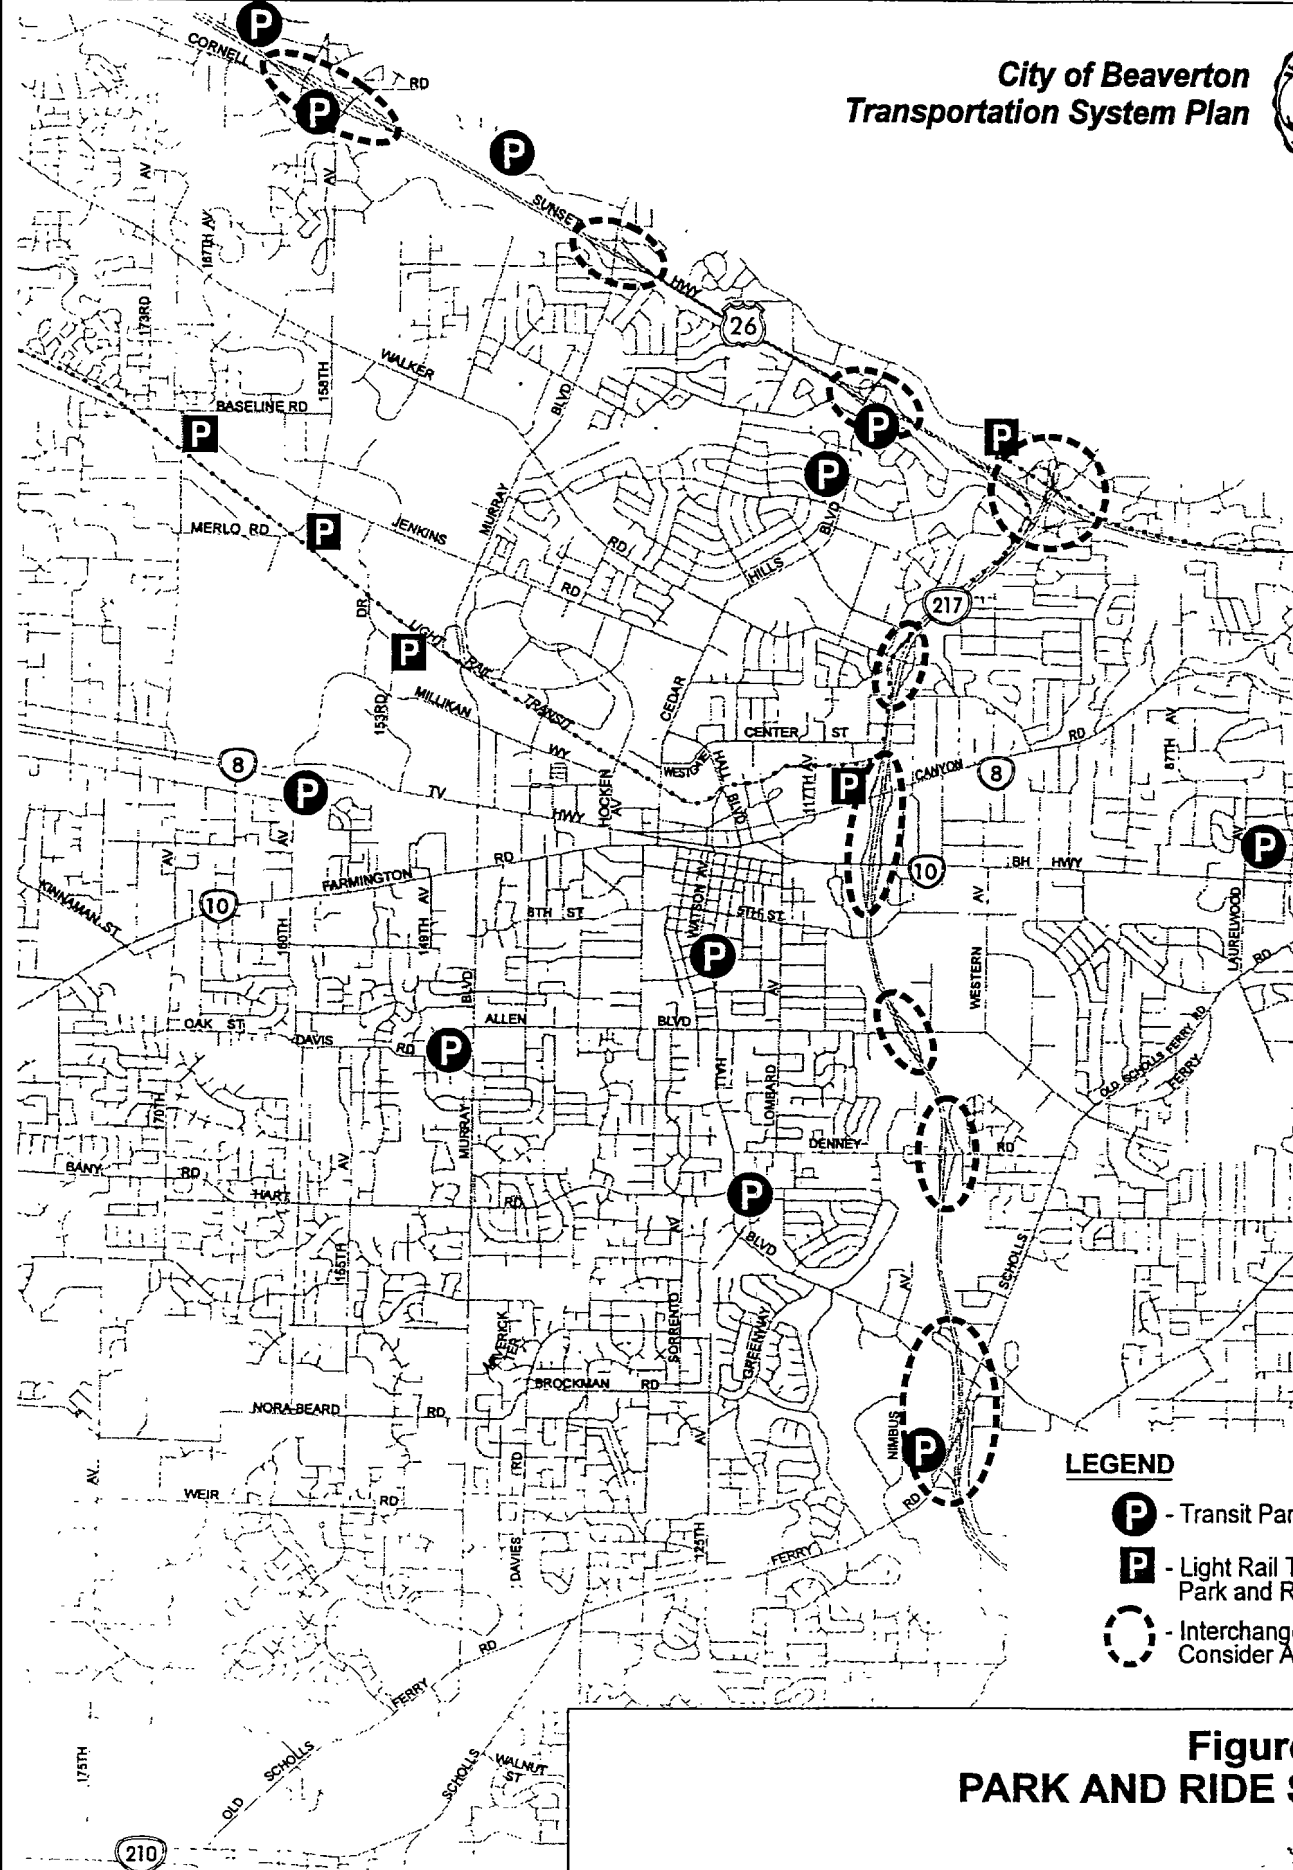 City of Beaverton
Transportation System Plan
P
CORNELL
RD
P
P
AV
AV
SUNSET
167TH AV
HWY
173RD
26
WALKER
158TH
BLVD
BASELINE RD
P
P
P
P
MURRAY
BLVD
MERLO RD
P
JENKINS
RD
HILLS
RD
217
DR
LIGHT
RAIL
TRANSIT
P
MILLIKAN
153RD
CEDAR
WY
CENTER ST
RD
AV
87TH
8
WESTGATE
HALL
BLVD
117TH AV
P
CANYON
8
P
TV
HWY
HOCKEN
AV
AV
AV
RD
FARMINGTON
10
BH HWY
AV
P
KINNAMAN ST
10
AV
WATSON AV
5TH ST
AV
LAURELWOOD
160TH
149TH
P
WESTERN
RD
BLVD
AV
OAK ST
DAVIS
RD
P
ALLEN
BLVD
OLD SCHOLLS FERRY RD
FERRY
HALL
LOMBARD
170TH
MURRAY
DENNEY
RD
BANY
RD
AV
HART
RD
P
AV
BLVD
155TH
SCHOLLS
AV
MAVERICK
TER
SORRENTO
GREENWAY
BROCKMAN RD
NORA-BEARD
RD
AV
NIMBUS
P
AV
RD
WEIR
RD
RD
DAVIES
125TH
FERRY
LEGEND
P - Transit Par
P - Light Rail T
Park and R
- Interchange
Consider A
RD
FERRY
OLD SCHOLLS
SCHOLLS
WALNUT
ST
175TH
210
Figure
PARK AND RIDE S